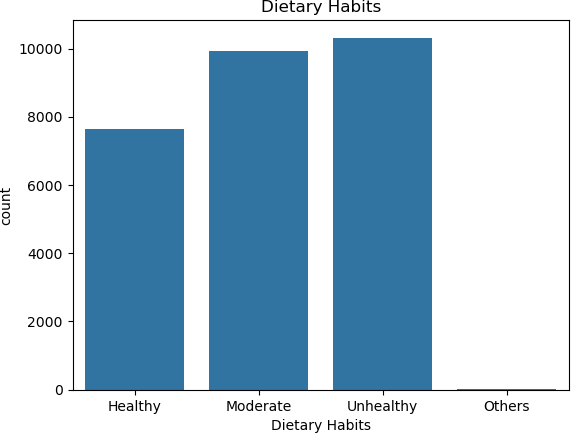 Dietary Habits
10000
8000
6000
4000
2000
0
count
Healthy Moderate Unhealthy Others
Dietary Habits